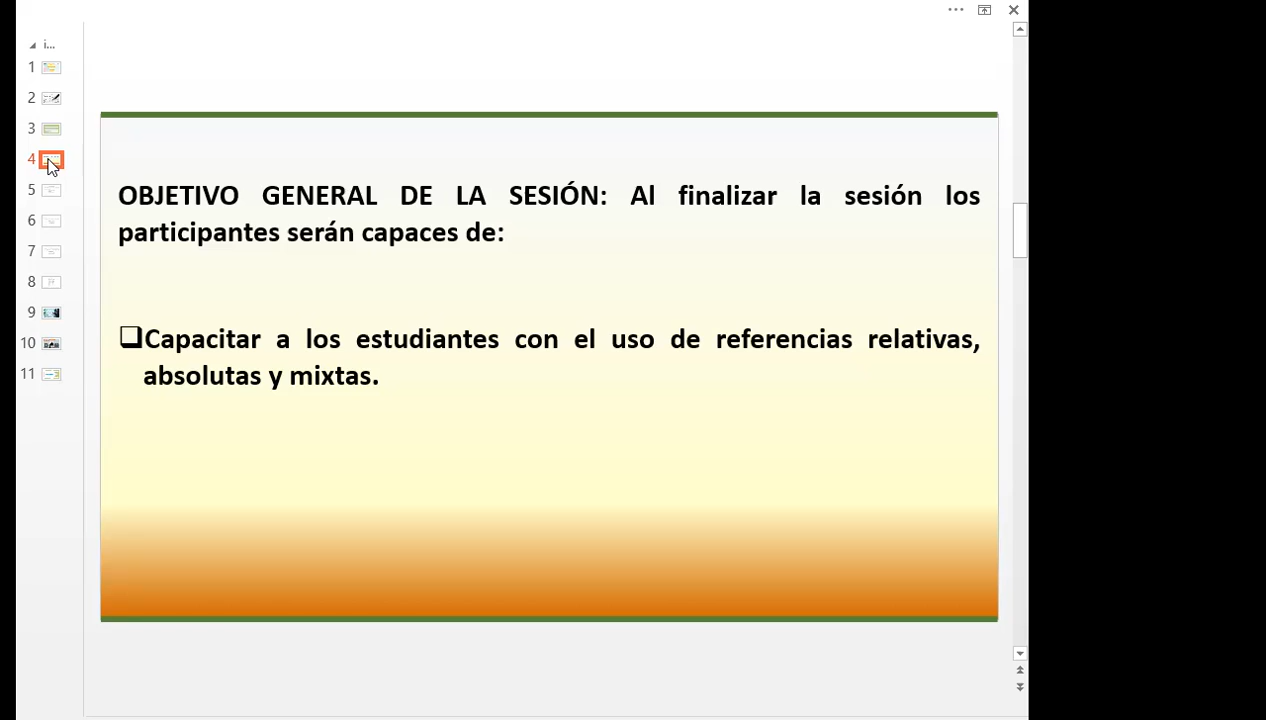 i...
1
2
3
4
5
6
7
8
9
10
11
OBJETIVO GENERAL DE LA SESIÓN: Al finalizar la sesión los
participantes serán capaces de:
❑Capacitar a los estudiantes con el uso de referencias relativas,
absolutas y mixtas.